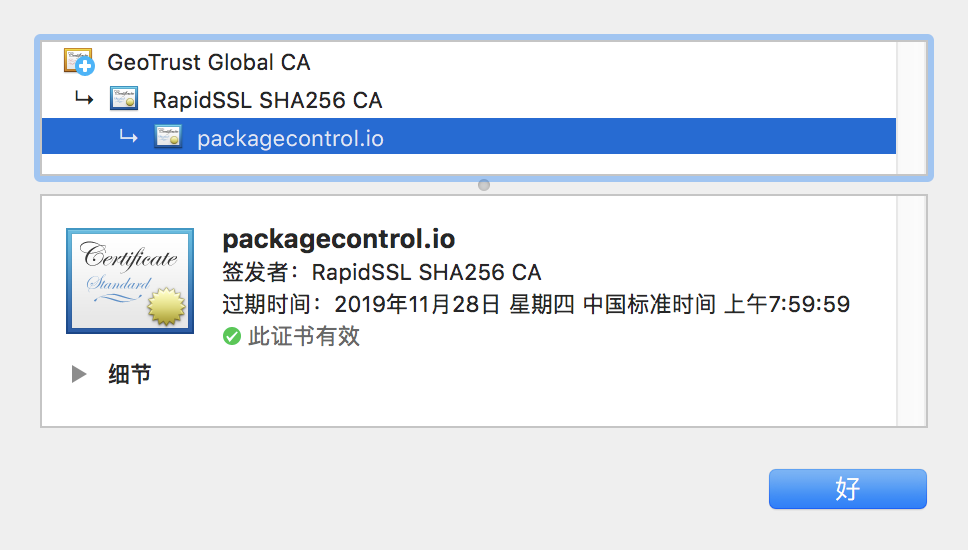 GeoTrust Global CA
RapidSSL SHA256 CA
packagecontrol.io
Certificate
Standard
packagecontrol.io
签发者：RapidSSL SHA256 CA
过期时间：2019年11月28日 星期四 中国标准时间 上午7:59:59
此证书有效
细节
好